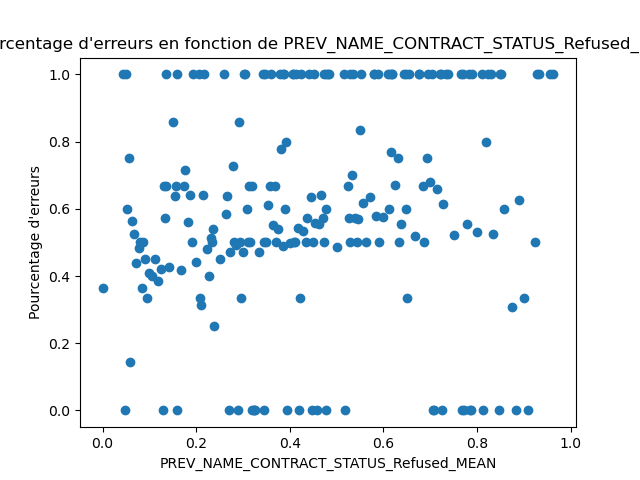 rcentage d'erreurs en fonction de PREV_NAME_CONTRACT_STATUS_Refused_
1.0
0.8
0.6
0.4
0.2
0.0
Pourcentage d'erreurs
0.0 0.2 0.4 0.6 0.8 1.0
PREV_NAME_CONTRACT_STATUS_Refused_MEAN